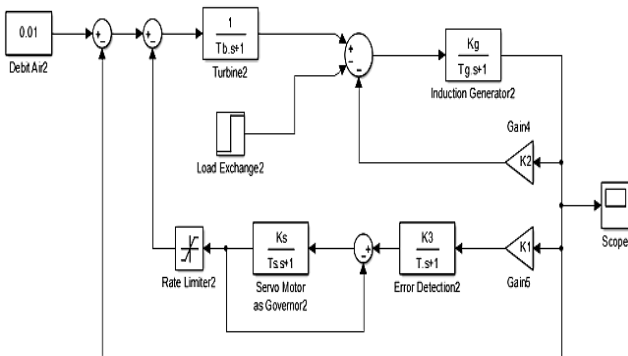 0.01
Debit Air2
1
Tb.s+1
Turbine2
Load Exchange2
Kg
Tg.s+1
Induction Generator2
Gain4
K2
Scope
Rate Limiter2
Ks
Ts.s+1
Servo Motor
as Governor2
K3
T.s+1
Error Detection2
K1
Gain5